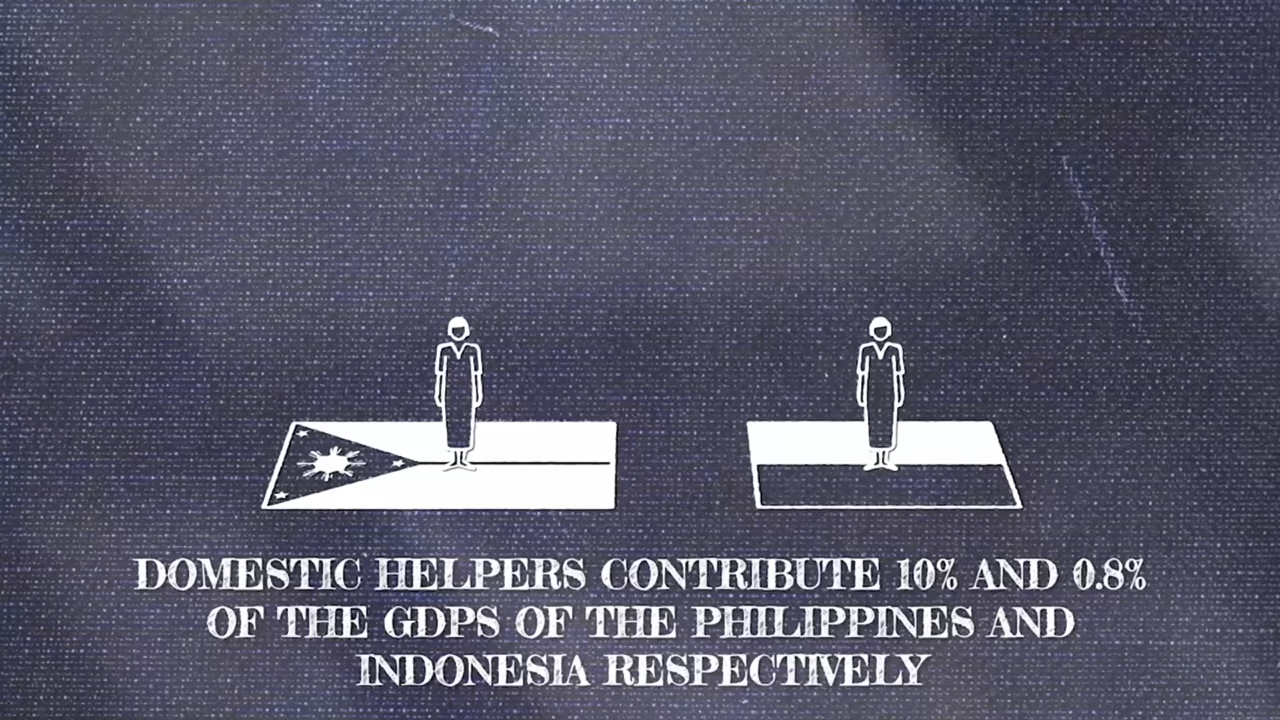 DOMESTIC HELPERS CONTRIBUTE 10% AND 0.8%
OF THE GDPS OF THE PHILIPPINES AND
INDONESIA RESPECTIVELY